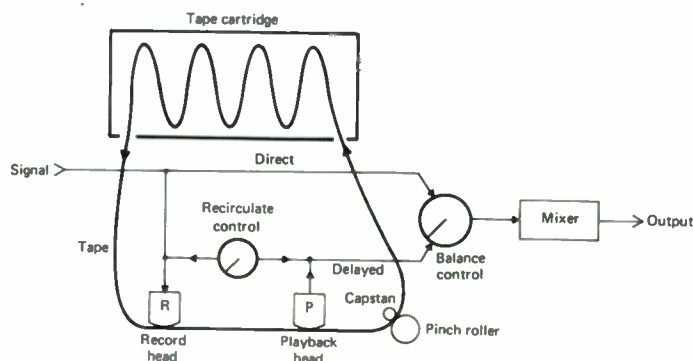 Tape cartridge
Signal
Direct
Recirculate
control
Mixer
Output
Tape
Delayed
Balance
control
Capstan
R
P
Pinch roller
Record
head
Playback
head